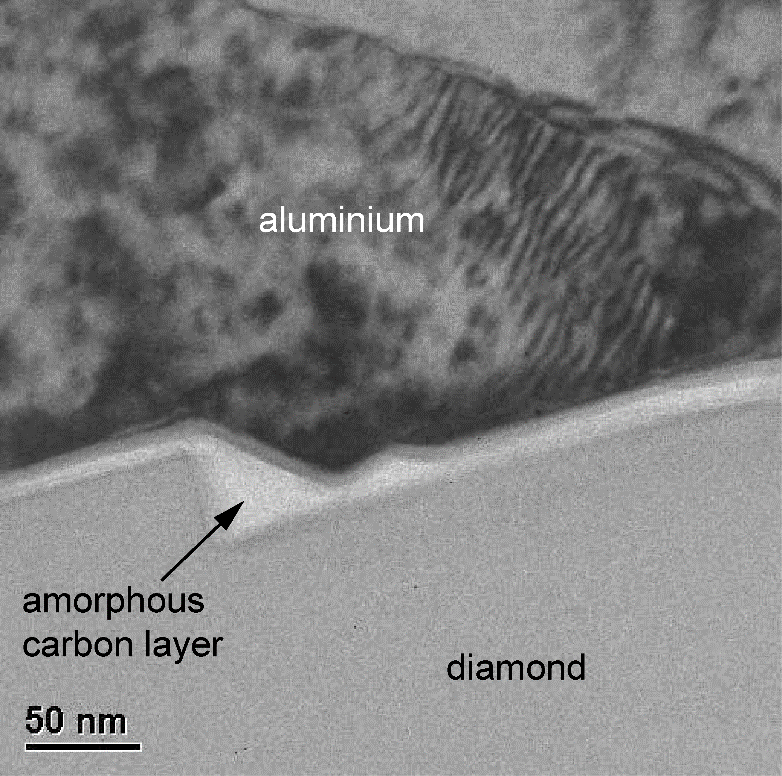 aluminium
amorphous
carbon layer
diamond
50 nm